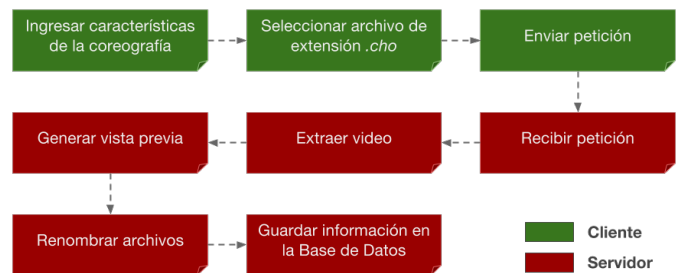 Ingresar características
de la coreografía
Seleccionar archivo de
extensión .cho
Enviar petición
Recibir petición
Extraer video
Generar vista previa
Renombrar archivos
Guardar información en
la Base de Datos
Cliente
Servidor